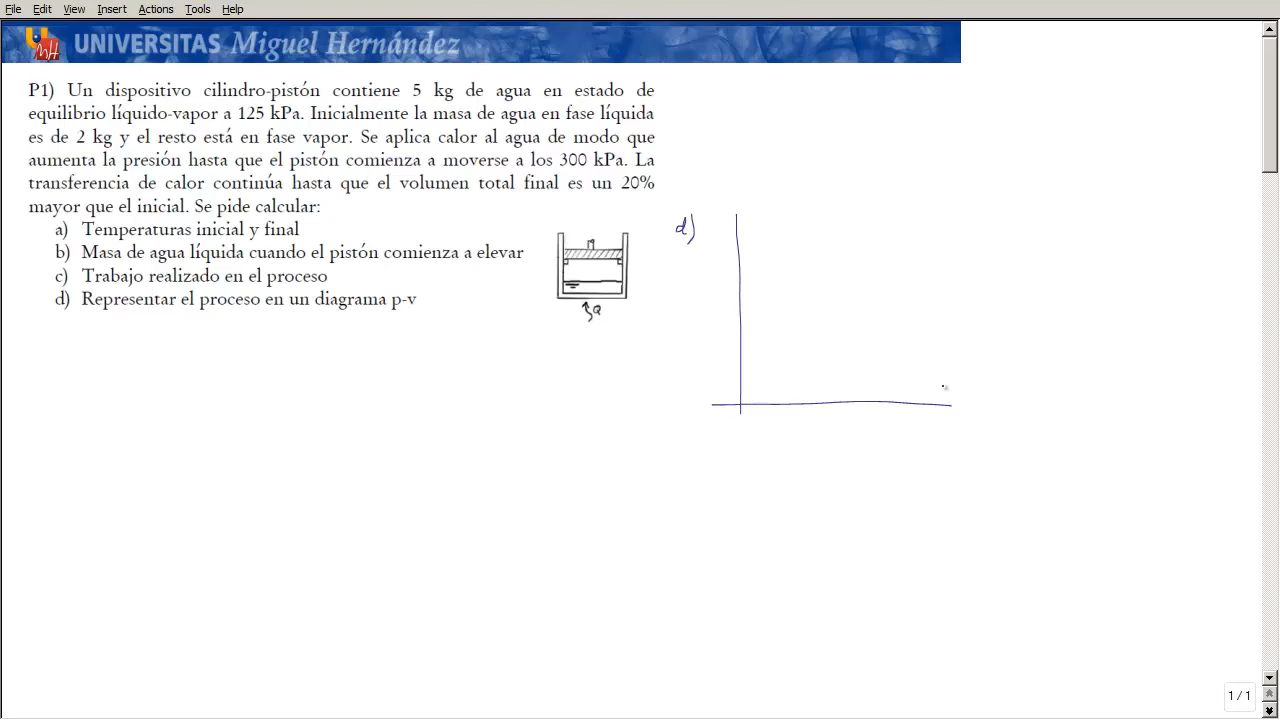 File Edit View Insert Actions Tools Help
UNIVERSITAS Miguel Hernández
P1) Un dispositivo cilindro-pistón contiene 5 kg de agua en estado de
equilibrio líquido-vapor a 125 kPa. Inicialmente la masa de agua en fase líquida
es de 2 kg y el resto está en fase vapor. Se aplica calor al agua de modo que
aumenta la presión hasta que el pistón comienza a moverse a los 300 kPa. La
transferencia de calor continúa hasta que el volumen total final es un 20%
mayor que el inicial. Se pide calcular:
a) Temperaturas inicial y final
b) Masa de agua líquida cuando el pistón comienza a elevar
c) Trabajo realizado en el proceso
d) Representar el proceso en un diagrama p-v
Q
d)
1 / 1